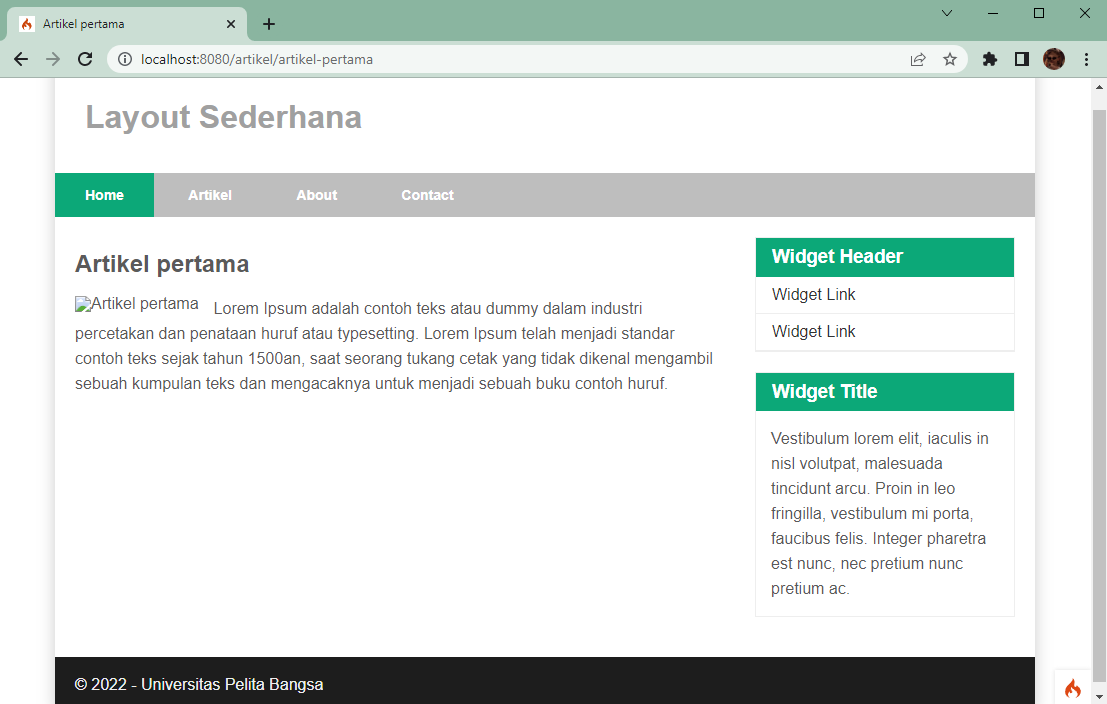 Artikel pertama
localhost:8080/artikel/artikel-pertama
Layout Sederhana
Home Artikel About Contact
Artikel pertama
Artikel pertama Lorem Ipsum adalah contoh teks atau dummy dalam industri
percetakan dan penataan huruf atau typesetting. Lorem Ipsum telah menjadi standar
contoh teks sejak tahun 1500an, saat seorang tukang cetak yang tidak dikenal mengambil
sebuah kumpulan teks dan mengacaknya untuk menjadi sebuah buku contoh huruf.
Widget Header
Widget Link
Widget Link
Widget Title
Vestibulum lorem elit, iaculis in
nisl volutpat, malesuada
tincidunt arcu. Proin in leo
fringilla, vestibulum mi porta,
faucibus felis. Integer pharetra
est nunc, nec pretium nunc
pretium ac.
© 2022 - Universitas Pelita Bangsa